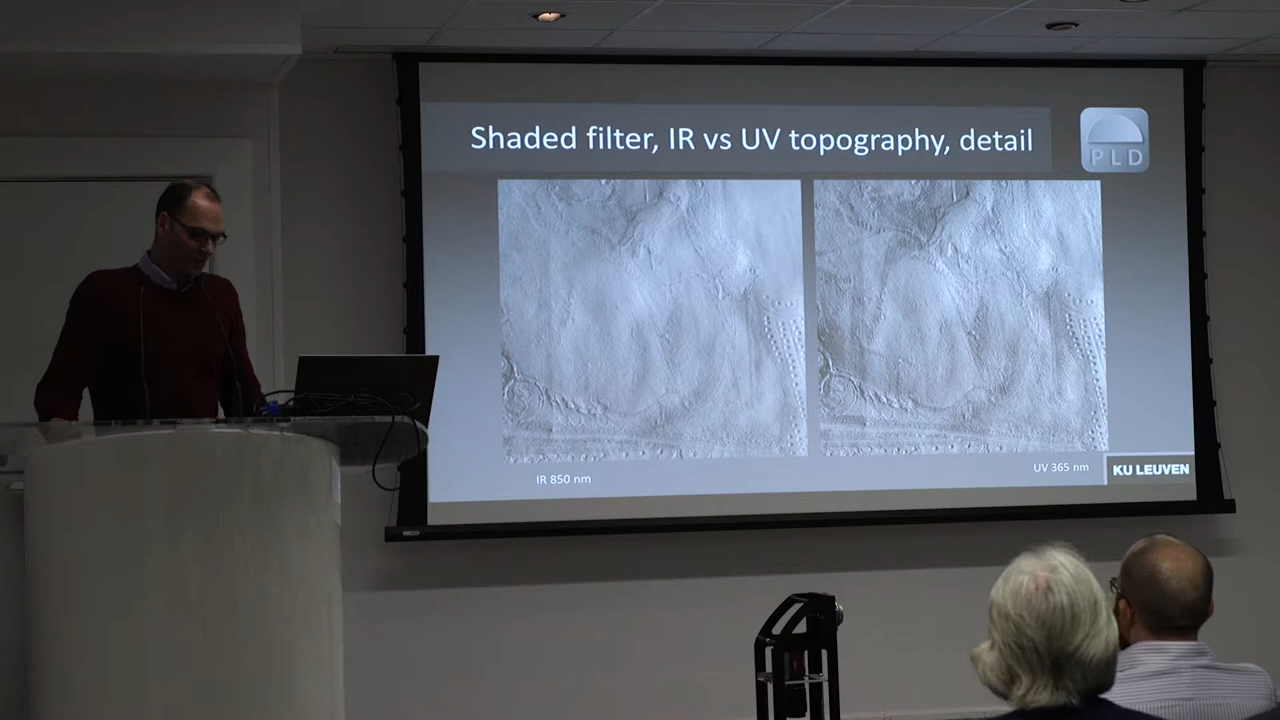 Shaded filter, IR vs UV topography, detail
PLD
IR 850 nm
UV 365 nm
KU LEUVEN